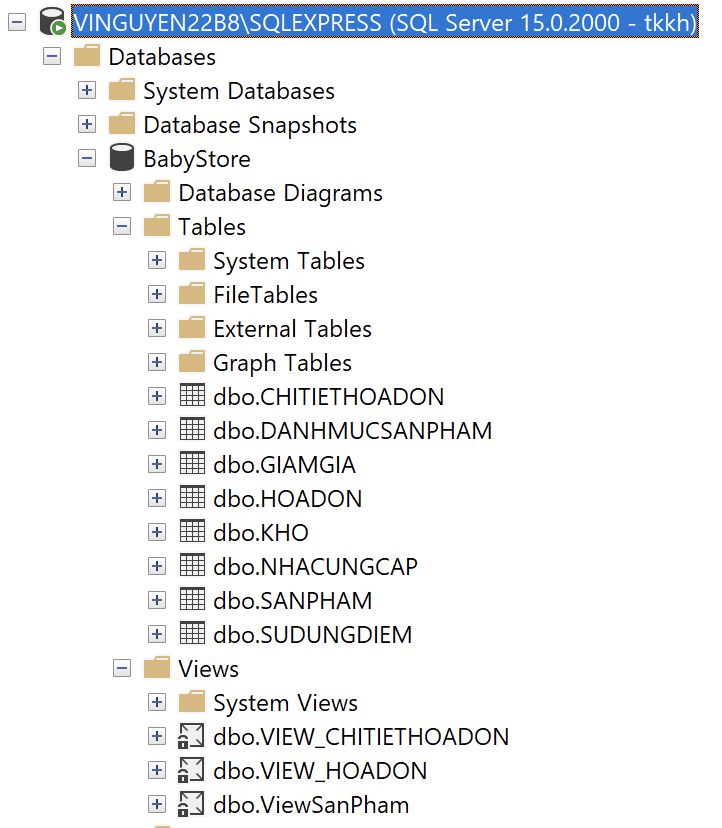 VINGUYEN22B8\SQLEXPRESS (SQL Server 15.0.2000 - tkkh)
Databases
System Databases
Database Snapshots
BabyStore
Database Diagrams
Tables
System Tables
FileTables
External Tables
Graph Tables
dbo.CHITIETHOADON
dbo.DANHMUCSANPHAM
dbo.GIAMGIA
dbo.HOADON
dbo.KHO
dbo.NHACUNGCAP
dbo.SANPHAM
dbo.SUDUNGDIEM
Views
System Views
dbo.VIEW_CHITIETHOADON
dbo.VIEW_HOADON
dbo.ViewSanPham